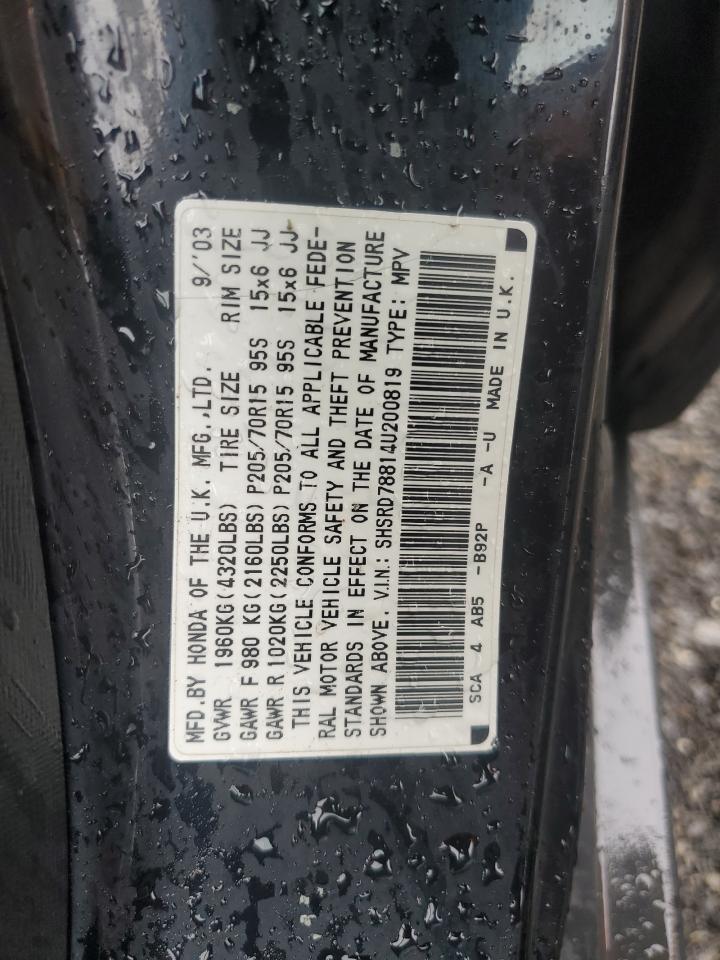 MFD.BY HONDA OF THE U.K. MFG.,LTD. 9/'03
GVWR 1960KG(4320LBS) TIRE SIZE RIM SIZE
GAWR F 980 KG(2160LBS) P205/70R15 95S 15x6 JJ
GAWR R 1020KG(2250LBS) P205/70R15 95S 15x6 JJ
THIS VEHICLE CONFORMS TO ALL APPLICABLE FEDE-
RAL MOTOR VEHICLE SAFETY AND THEFT PREVENTION
STANDARDS IN EFFECT ON THE DATE OF MANUFACTURE
SHOWN ABOVE. V.I.N.: SHSRD78814U200819 TYPE: MPV
SCA -4 AB5 -B92P -A -U MADE IN U.K.